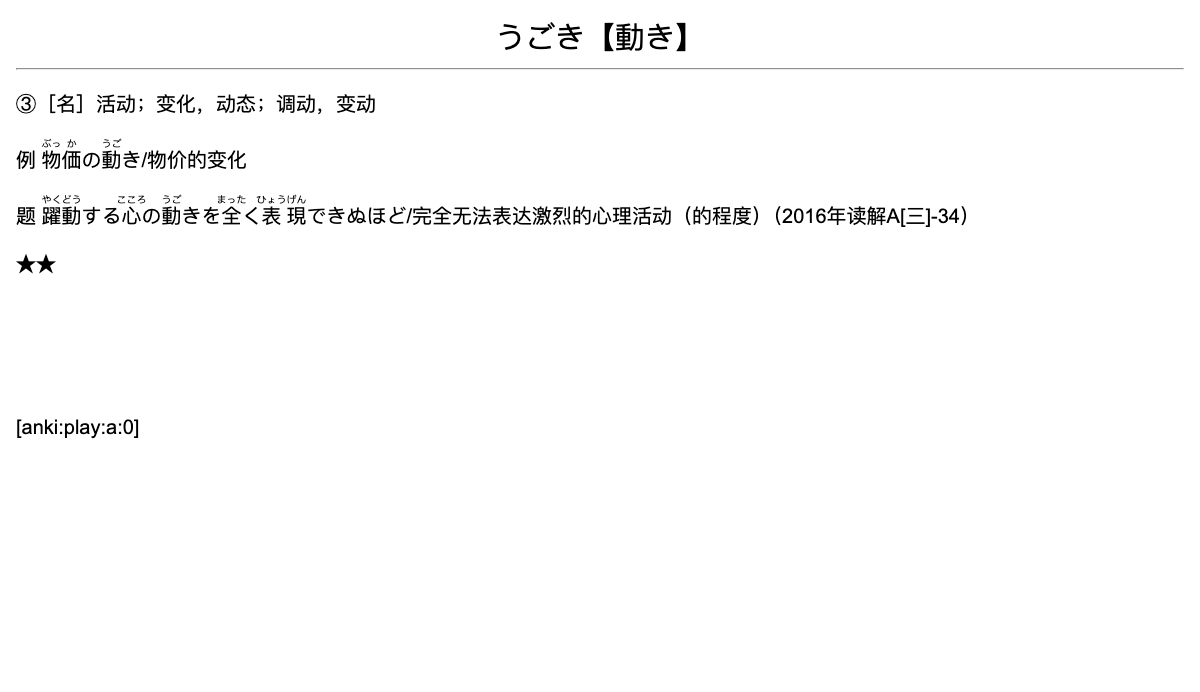 うごき【動き】
③［名］活动；变化，动态；调动，变动
ぶっ か うご
例 物価の動き/物价的变化
やくどう こころ うご まった ひょうげん
题 躍動する心の動きを全く表現できぬほど/完全无法表达激烈的心理活动（的程度）（2016年读解A[三]-34）
★★
[anki:play:a:0]